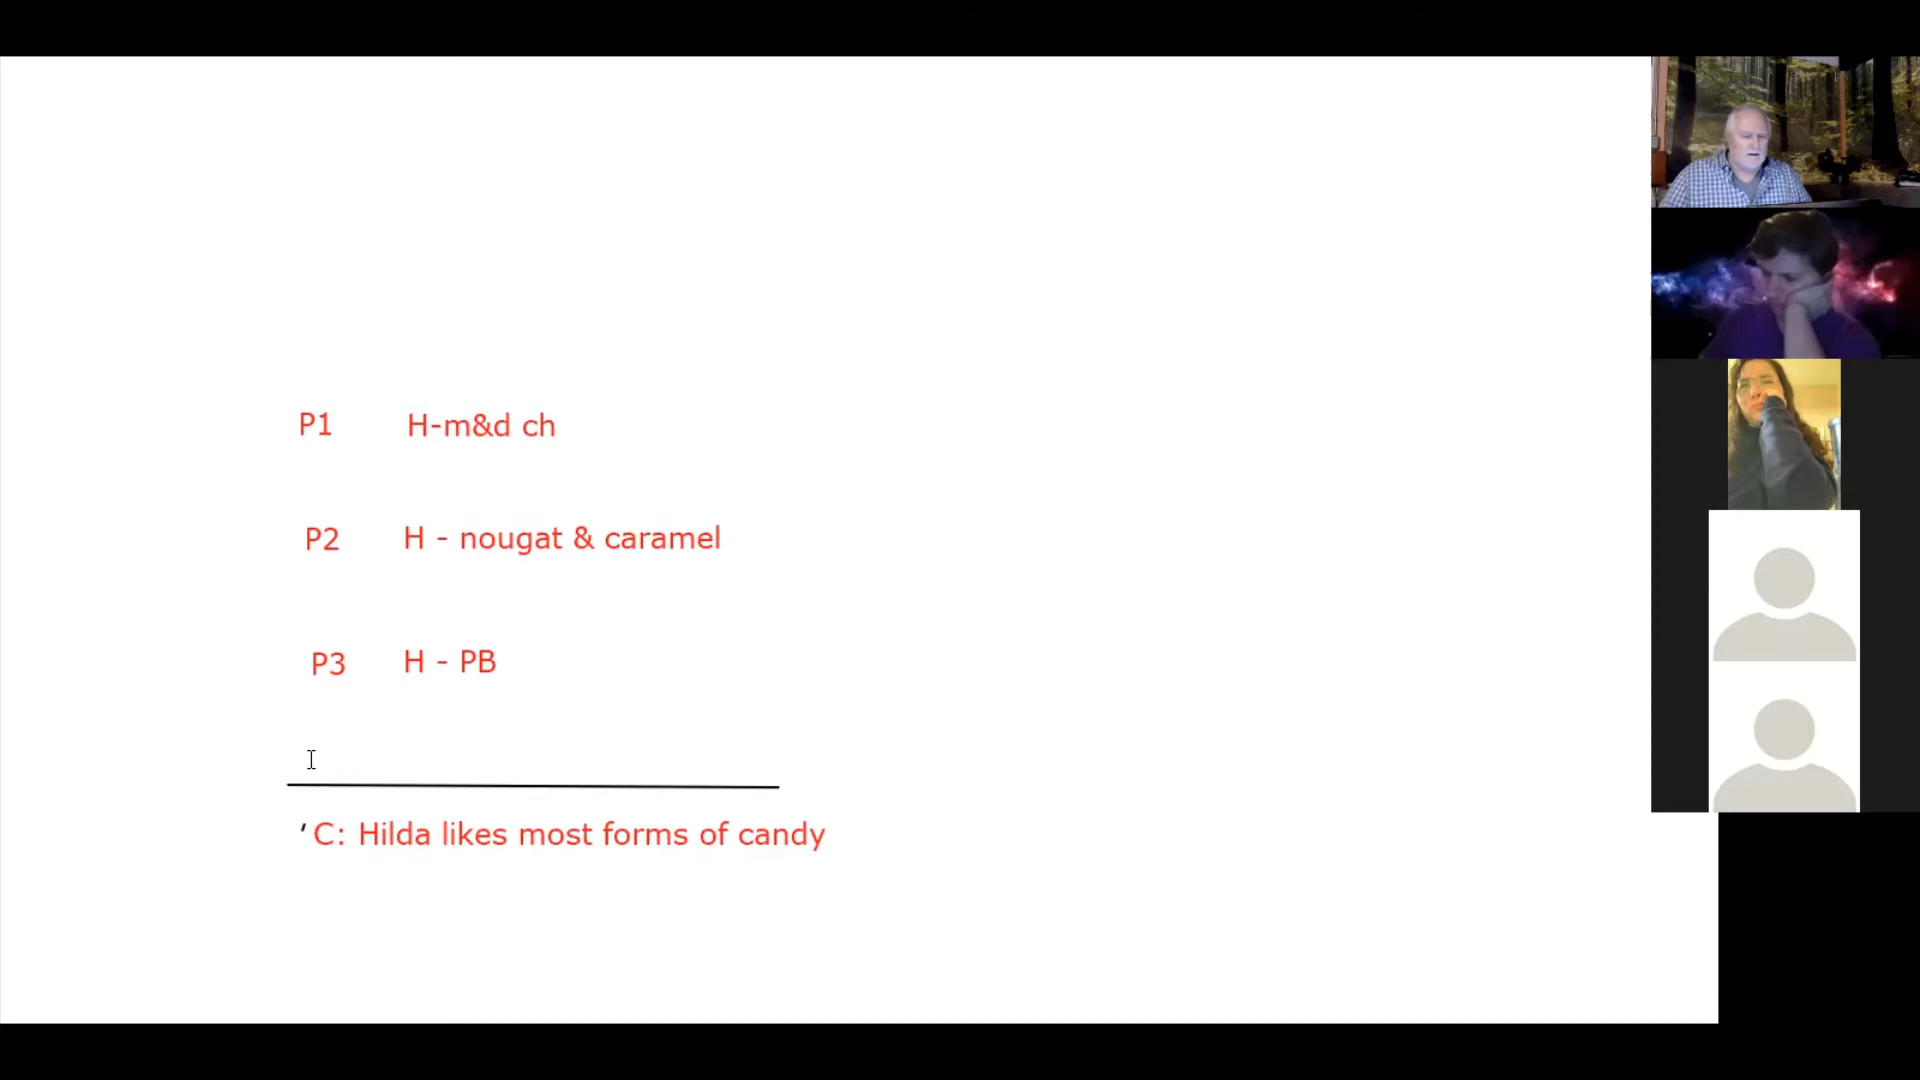 P1 H-m&d ch
P2 H - nougat & caramel
P3 H - PB
C: Hilda likes most forms of candy